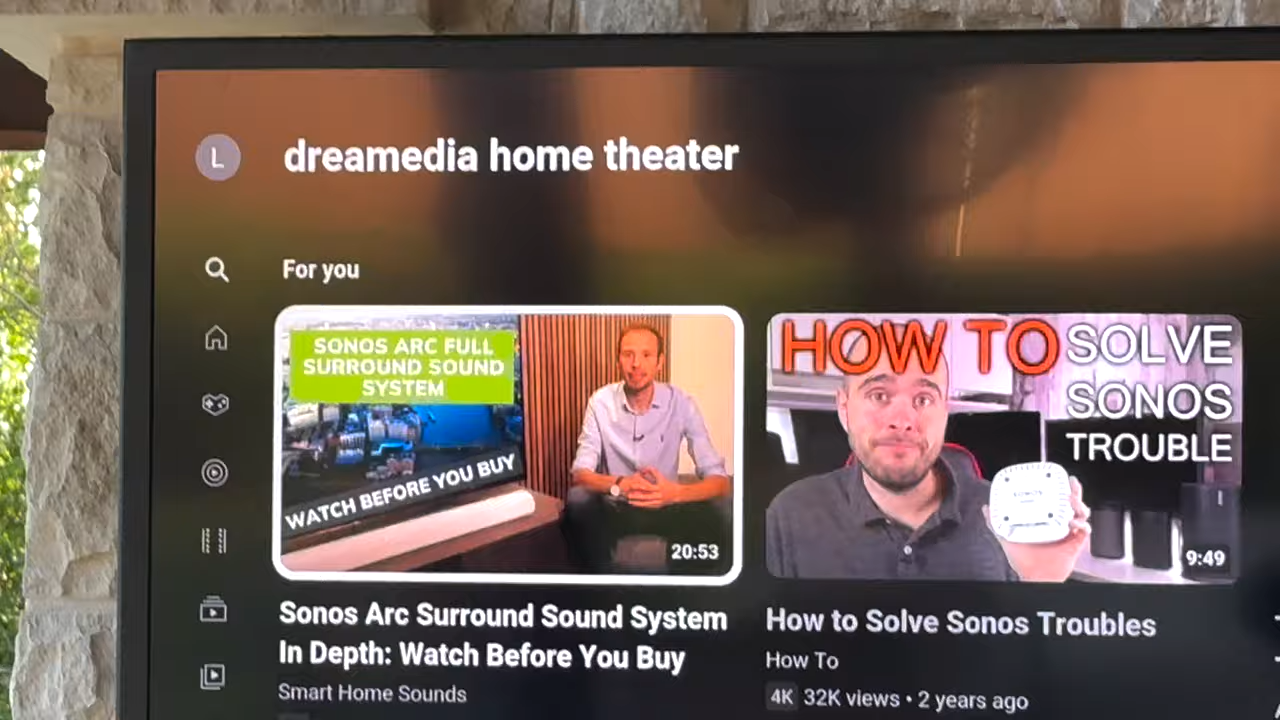 L
dreamedia home theater
For you
SONOS ARC FULL
SURROUND SOUND
SYSTEM
WATCH BEFORE YOU BUY
20:53
HOW TO SOLVE
SONOS
TROUBLE
SONOS
9:49
Sonos Arc Surround Sound System
In Depth: Watch Before You Buy
Smart Home Sounds
How to Solve Sonos Troubles
How To
4K 32K views • 2 years ago